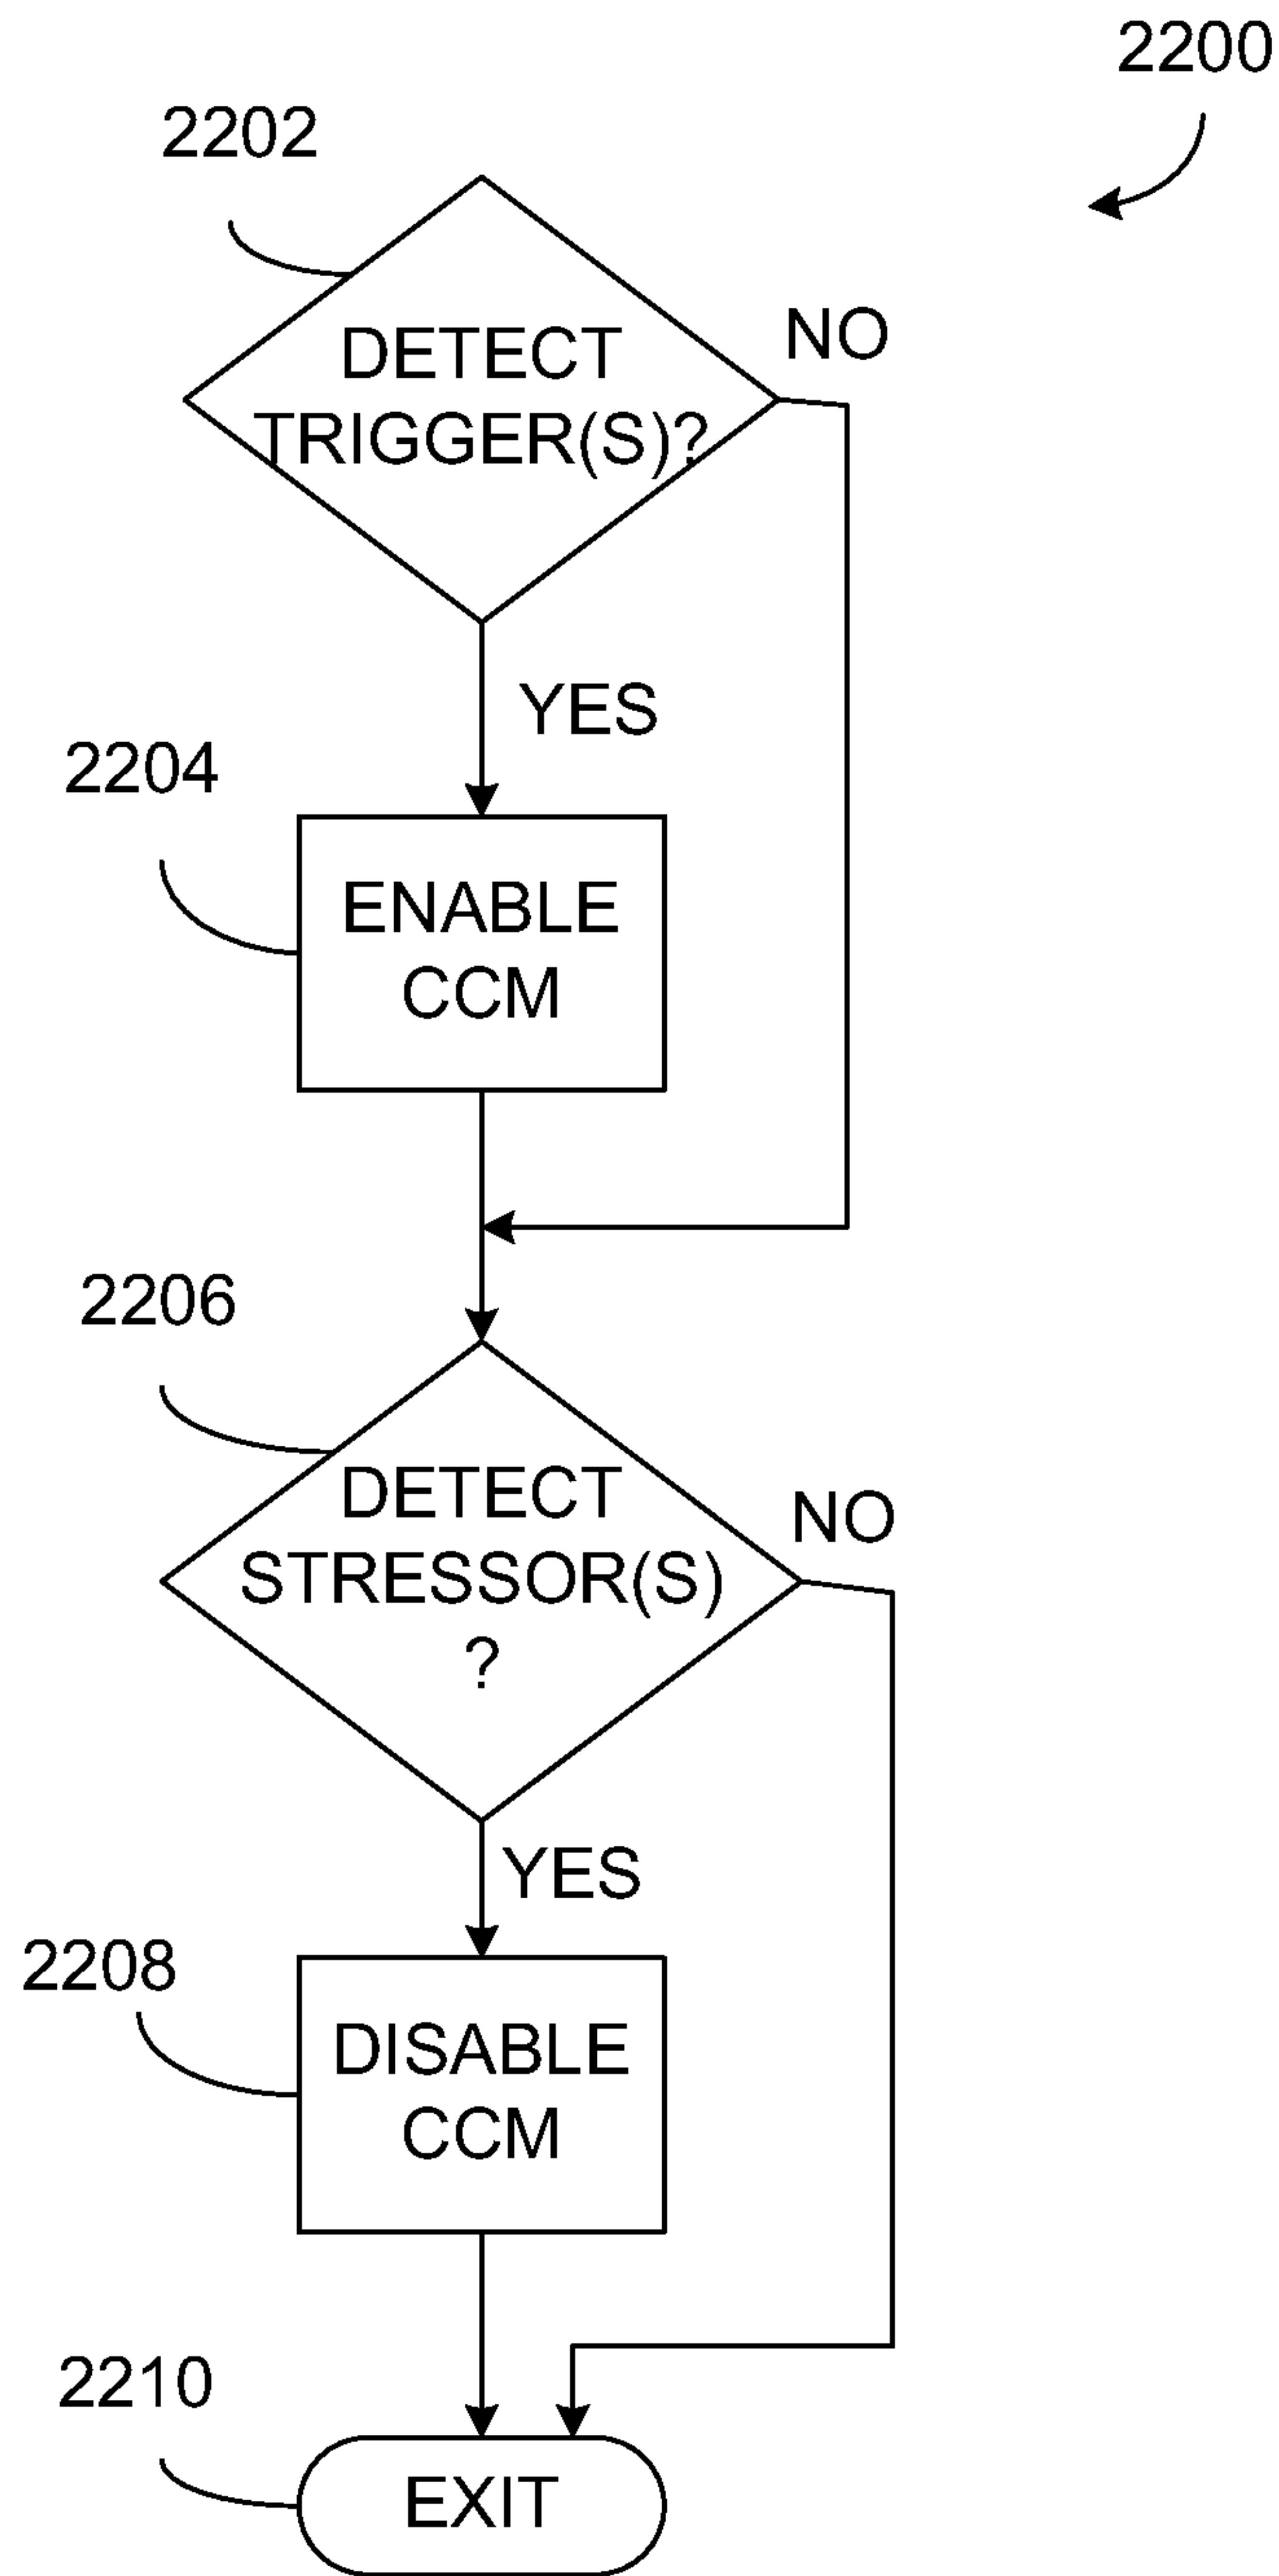 2200
2202
DETECT
TRIGGER(S)?
NO
YES
2204
ENABLE
CCM
2206
DETECT
STRESSOR(S)
?
NO
YES
2208
DISABLE
CCM
2210
EXIT